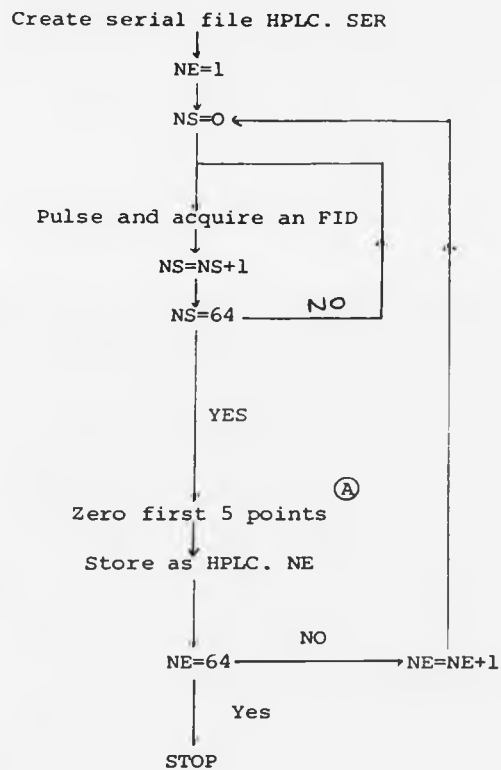 Create serial file HPLC. SER
NE=1
NS=O
Pulse and acquire an FID
NS=NS+1
NS=64
NO
YES
A
Zero first 5 points
Store as HPLC. NE
NO
NE=64
NE=NE+1
Yes
STOP